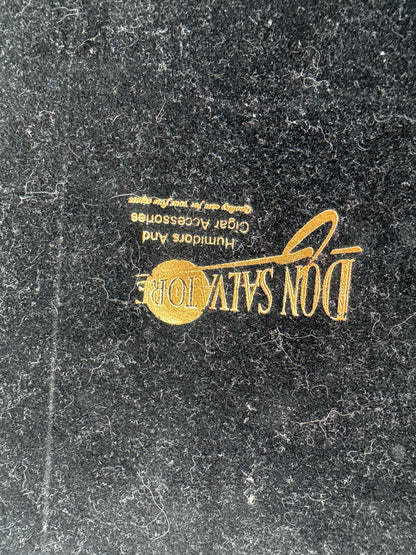 DON SALVATORE
Humidors And
Cigar Accessories
Quality care for your fine cigars